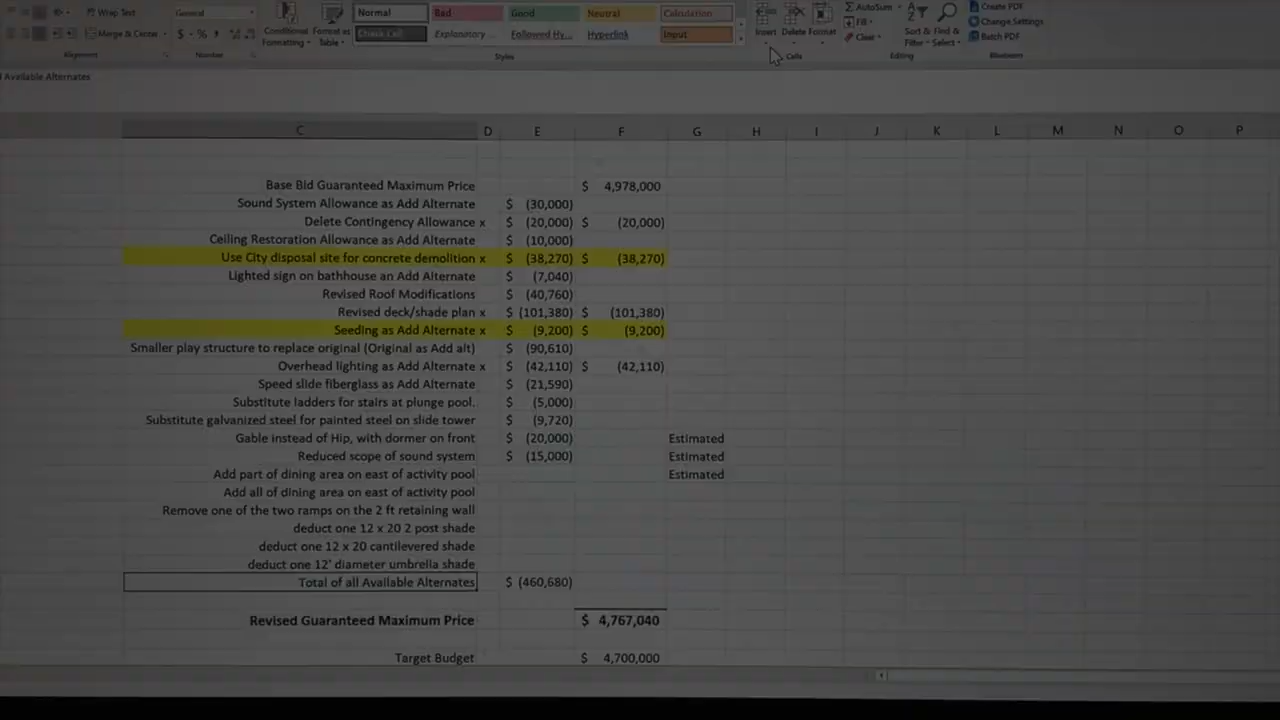 Wrap Text General Normal Bad Good Neutral Calculation AutoSum Create PDF
Fill Change Settings
Merge & Center $ % Conditional Formatting Format as Table Check Cell Explanatory ... Followed Hy... Hyperlink Input Insert Delete Format Clear Sort & Filter Find & Select Batch PDF
Alignment Number Styles Cells Editing
Available Alternates
C D E F G H I J K L M N O P
Base Bid Guaranteed Maximum Price $ 4,978,000
Sound System Allowance as Add Alternate $ (30,000)
Delete Contingency Allowance x $ (20,000) $ (20,000)
Ceiling Restoration Allowance as Add Alternate $ (10,000)
Use City disposal site for concrete demolition x $ (38,270) $ (38,270)
Lighted sign on bathhouse an Add Alternate $ (7,040)
Revised Roof Modifications $ (40,760)
Revised deck/shade plan x $ (101,380) $ (101,380)
Seeding as Add Alternate x $ (9,200) $ (9,200)
Smaller play structure to replace original (Original as Add alt) $ (90,610)
Overhead lighting as Add Alternate x $ (42,110) $ (42,110)
Speed slide fiberglass as Add Alternate $ (21,590)
Substitute ladders for stairs at plunge pool. $ (5,000)
Substitute galvanized steel for painted steel on slide tower $ (9,720)
Gable instead of Hip, with dormer on front $ (20,000) Estimated
Reduced scope of sound system $ (15,000) Estimated
Add part of dining area on east of activity pool Estimated
Add all of dining area on east of activity pool
Remove one of the two ramps on the 2 ft retaining wall
deduct one 12 x 20 2 post shade
deduct one 12 x 20 cantilevered shade
deduct one 12' diameter umbrella shade
Total of all Available Alternates $ (460,680)
Revised Guaranteed Maximum Price $ 4,767,040
Target Budget $ 4,700,000